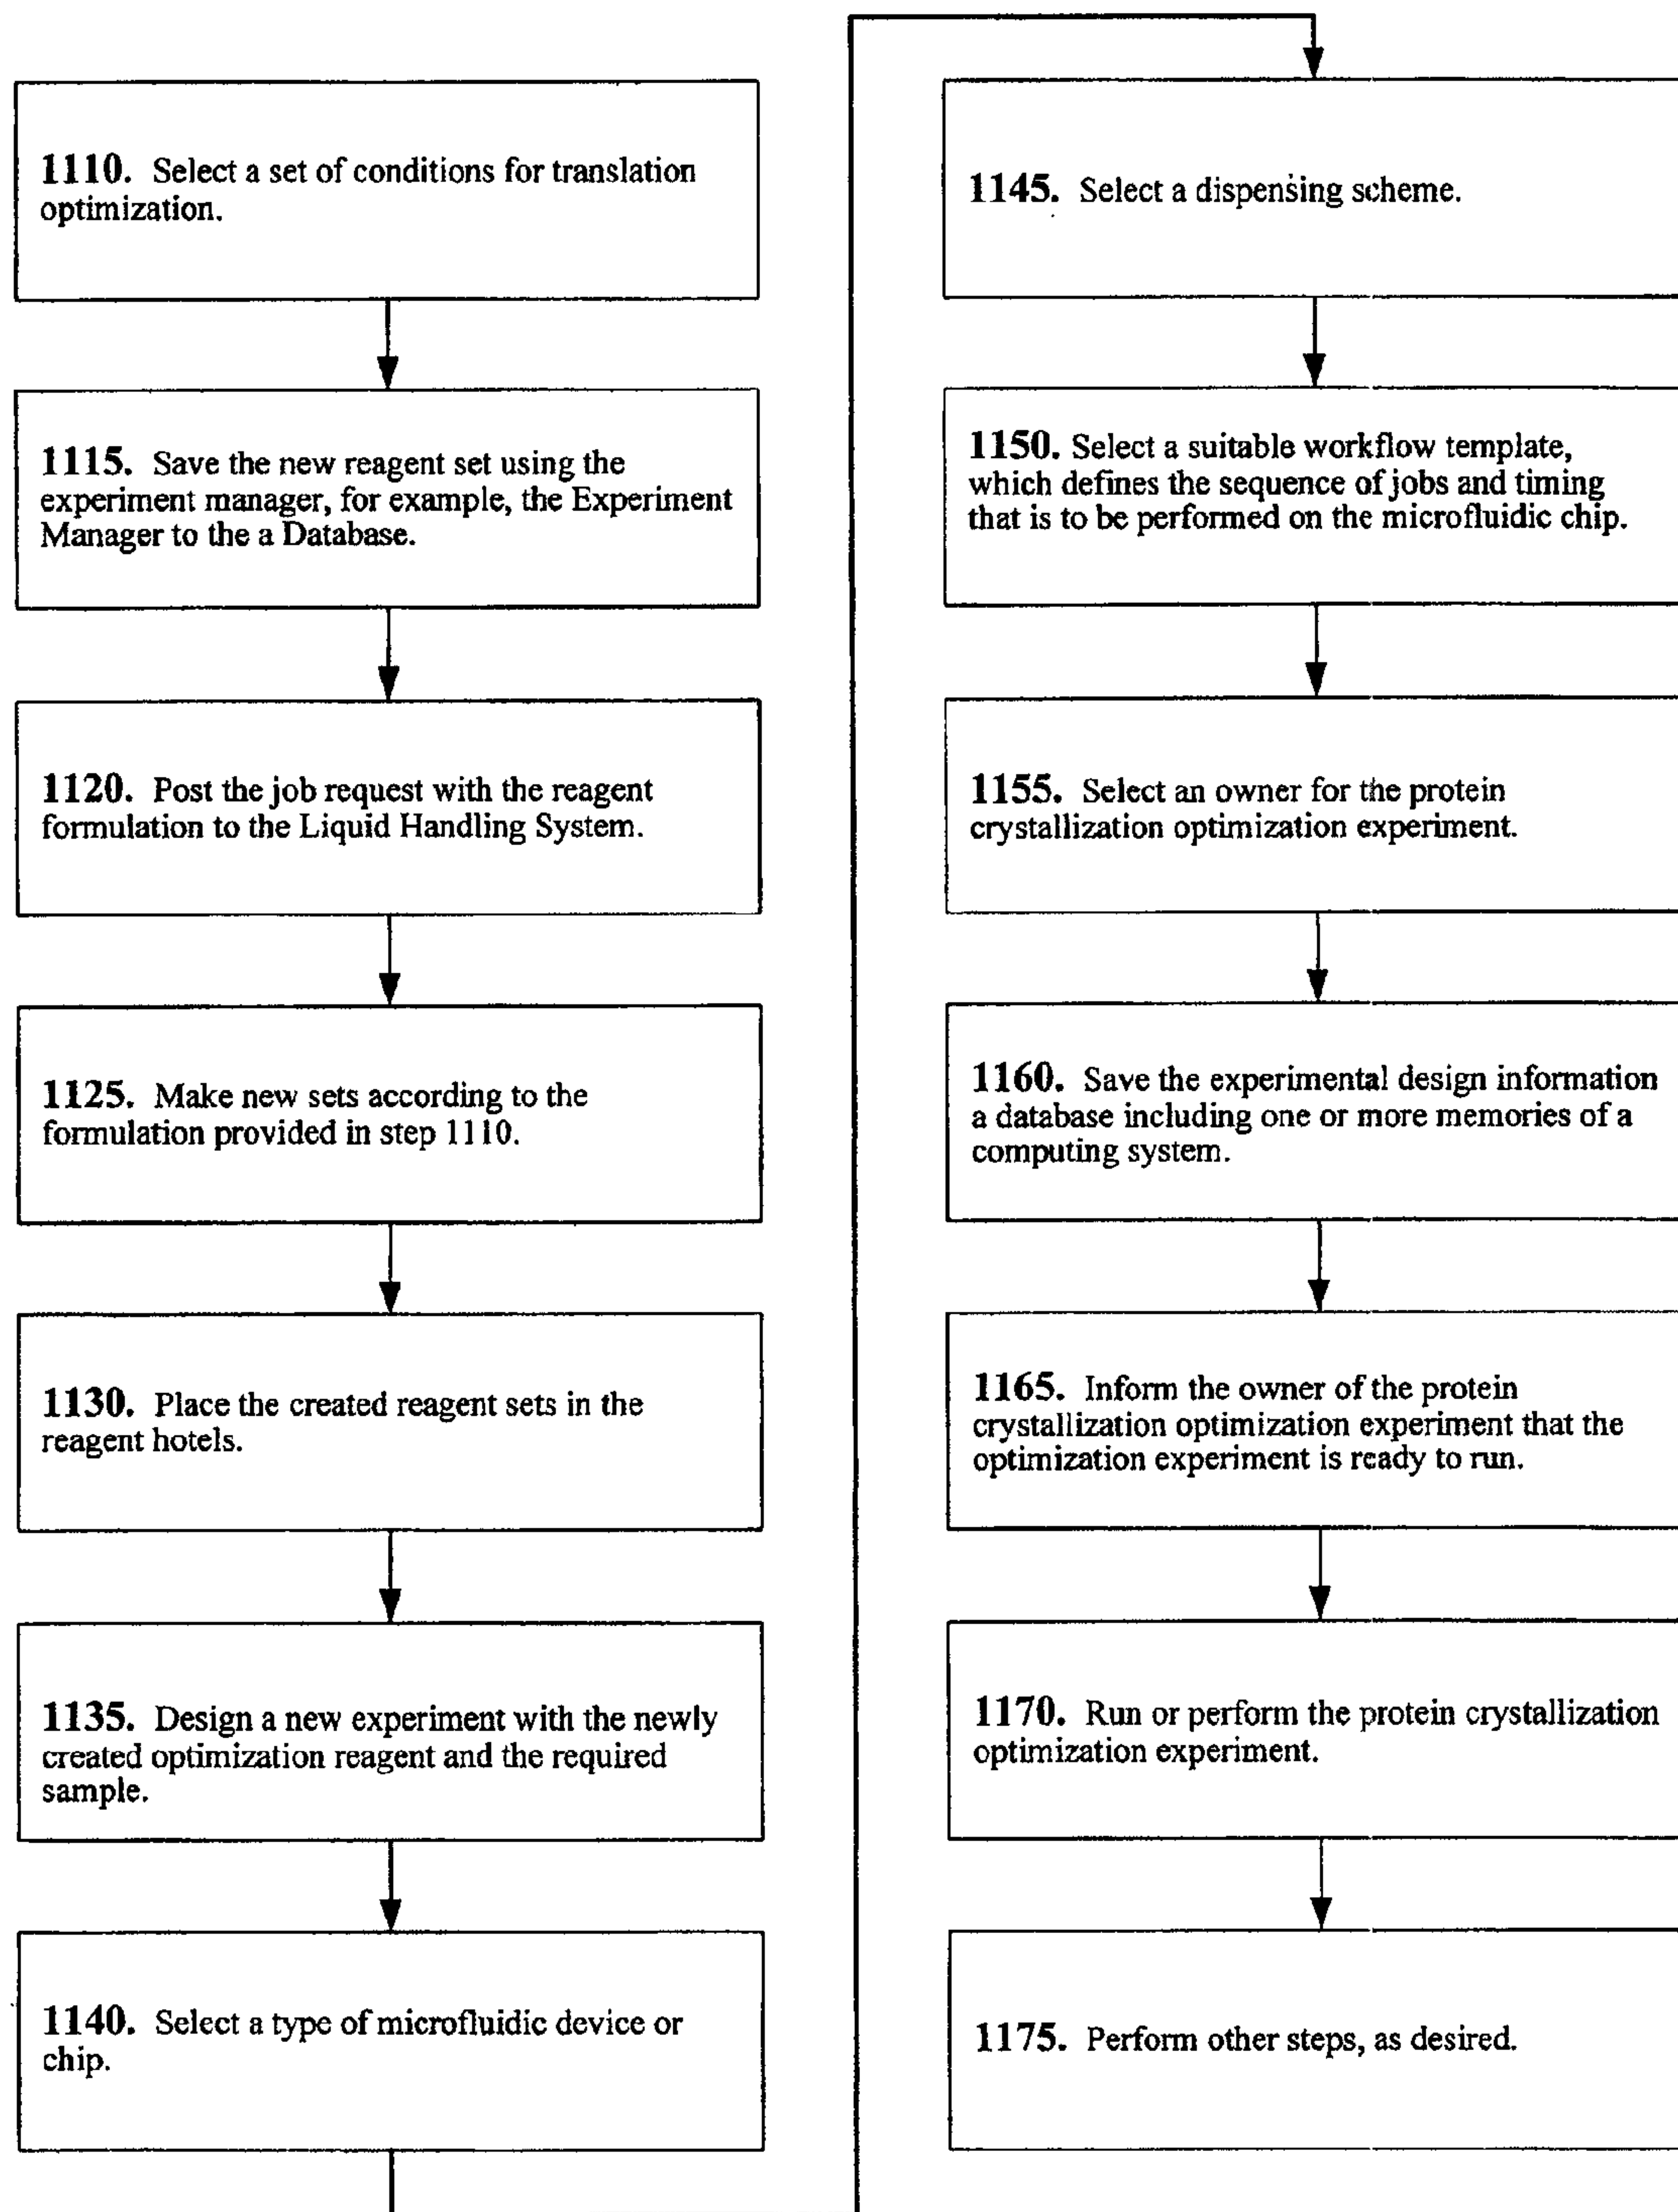 1110. Select a set of conditions for translation
optimization.
1115. Save the new reagent set using the
experiment manager, for example, the Experiment
Manager to the a Database.
1120. Post the job request with the reagent
formulation to the Liquid Handling System.
1125. Make new sets according to the
formulation provided in step 1110.
1130. Place the created reagent sets in the
reagent hotels.
1135. Design a new experiment with the newly
created optimization reagent and the required
sample.
1140. Select a type of microfluidic device or
chip.
1145. Select a dispensing scheme.
1150. Select a suitable workflow template,
which defines the sequence of jobs and timing
that is to be performed on the microfluidic chip.
1155. Select an owner for the protein
crystallization optimization experiment.
1160. Save the experimental design information
a database including one or more memories of a
computing system.
1165. Inform the owner of the protein
crystallization optimization experiment that the
optimization experiment is ready to run.
1170. Run or perform the protein crystallization
optimization experiment.
1175. Perform other steps, as desired.